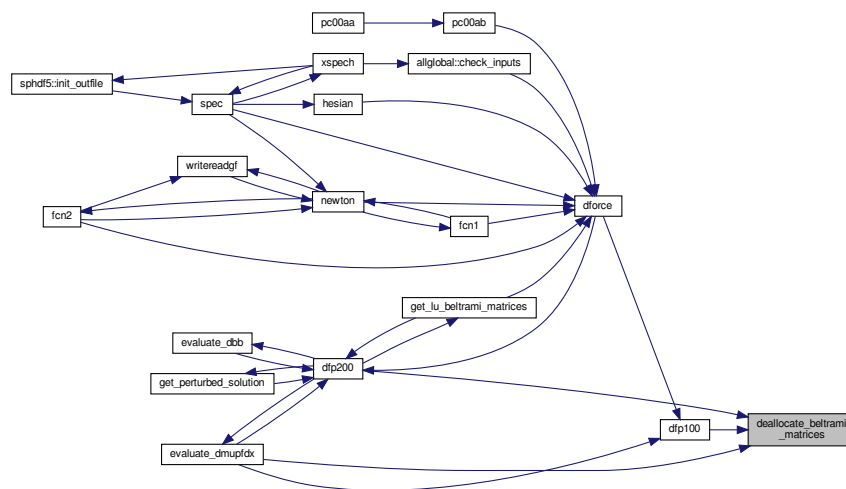 pc00aa
pc00ab
xspech
allglobal::check_inputs
sphdf5::init_outfile
spec
hesian
writereadgf
newton
dforce
fcn2
fcn1
get_lu_beltrami_matrices
evaluate_dbb
dfp200
get_perturbed_solution
dfp100
deallocate_beltrami
_matrices
evaluate_dmupfdx